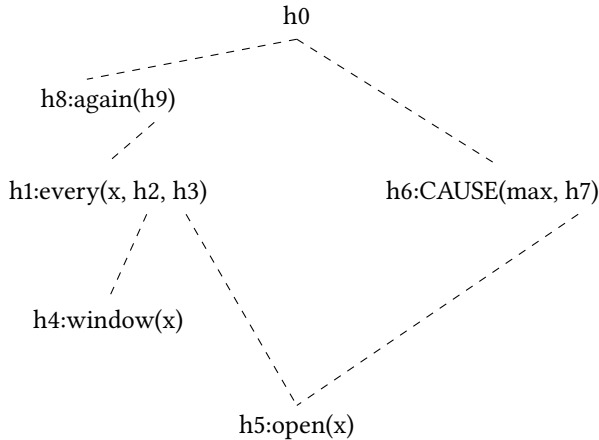 h0
h8:again(h9)
h1:every(x, h2, h3)
h6:CAUSE(max, h7)
h4:window(x)
h5:open(x)